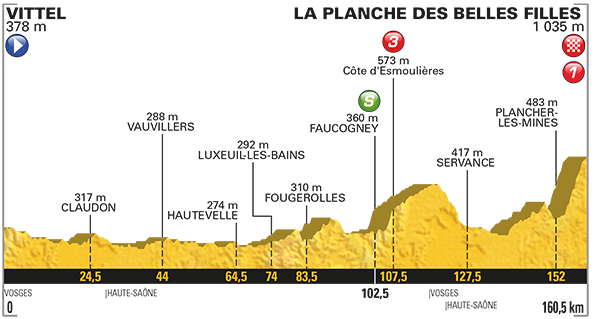 VITTEL
378 m
LA PLANCHE DES BELLES FILLES
1 035 m
3
1
573 m
Côte d'Esmoulières
S
360 m
FAUCOGNEY
483 m
PLANCHER-
LES-MINES
288 m
VAUVILLERS
292 m
LUXEUIL-LES-BAINS
417 m
SERVANCE
310 m
FOUGEROLLES
317 m
CLAUDON
274 m
HAUTEVELLE
24,5
44
64,5
74
83,5
107,5
127,5
152
102,5
VOSGES
|HAUTE-SAÔNE
|VOSGES
|HAUTE-SAÔNE
0
160,5 km